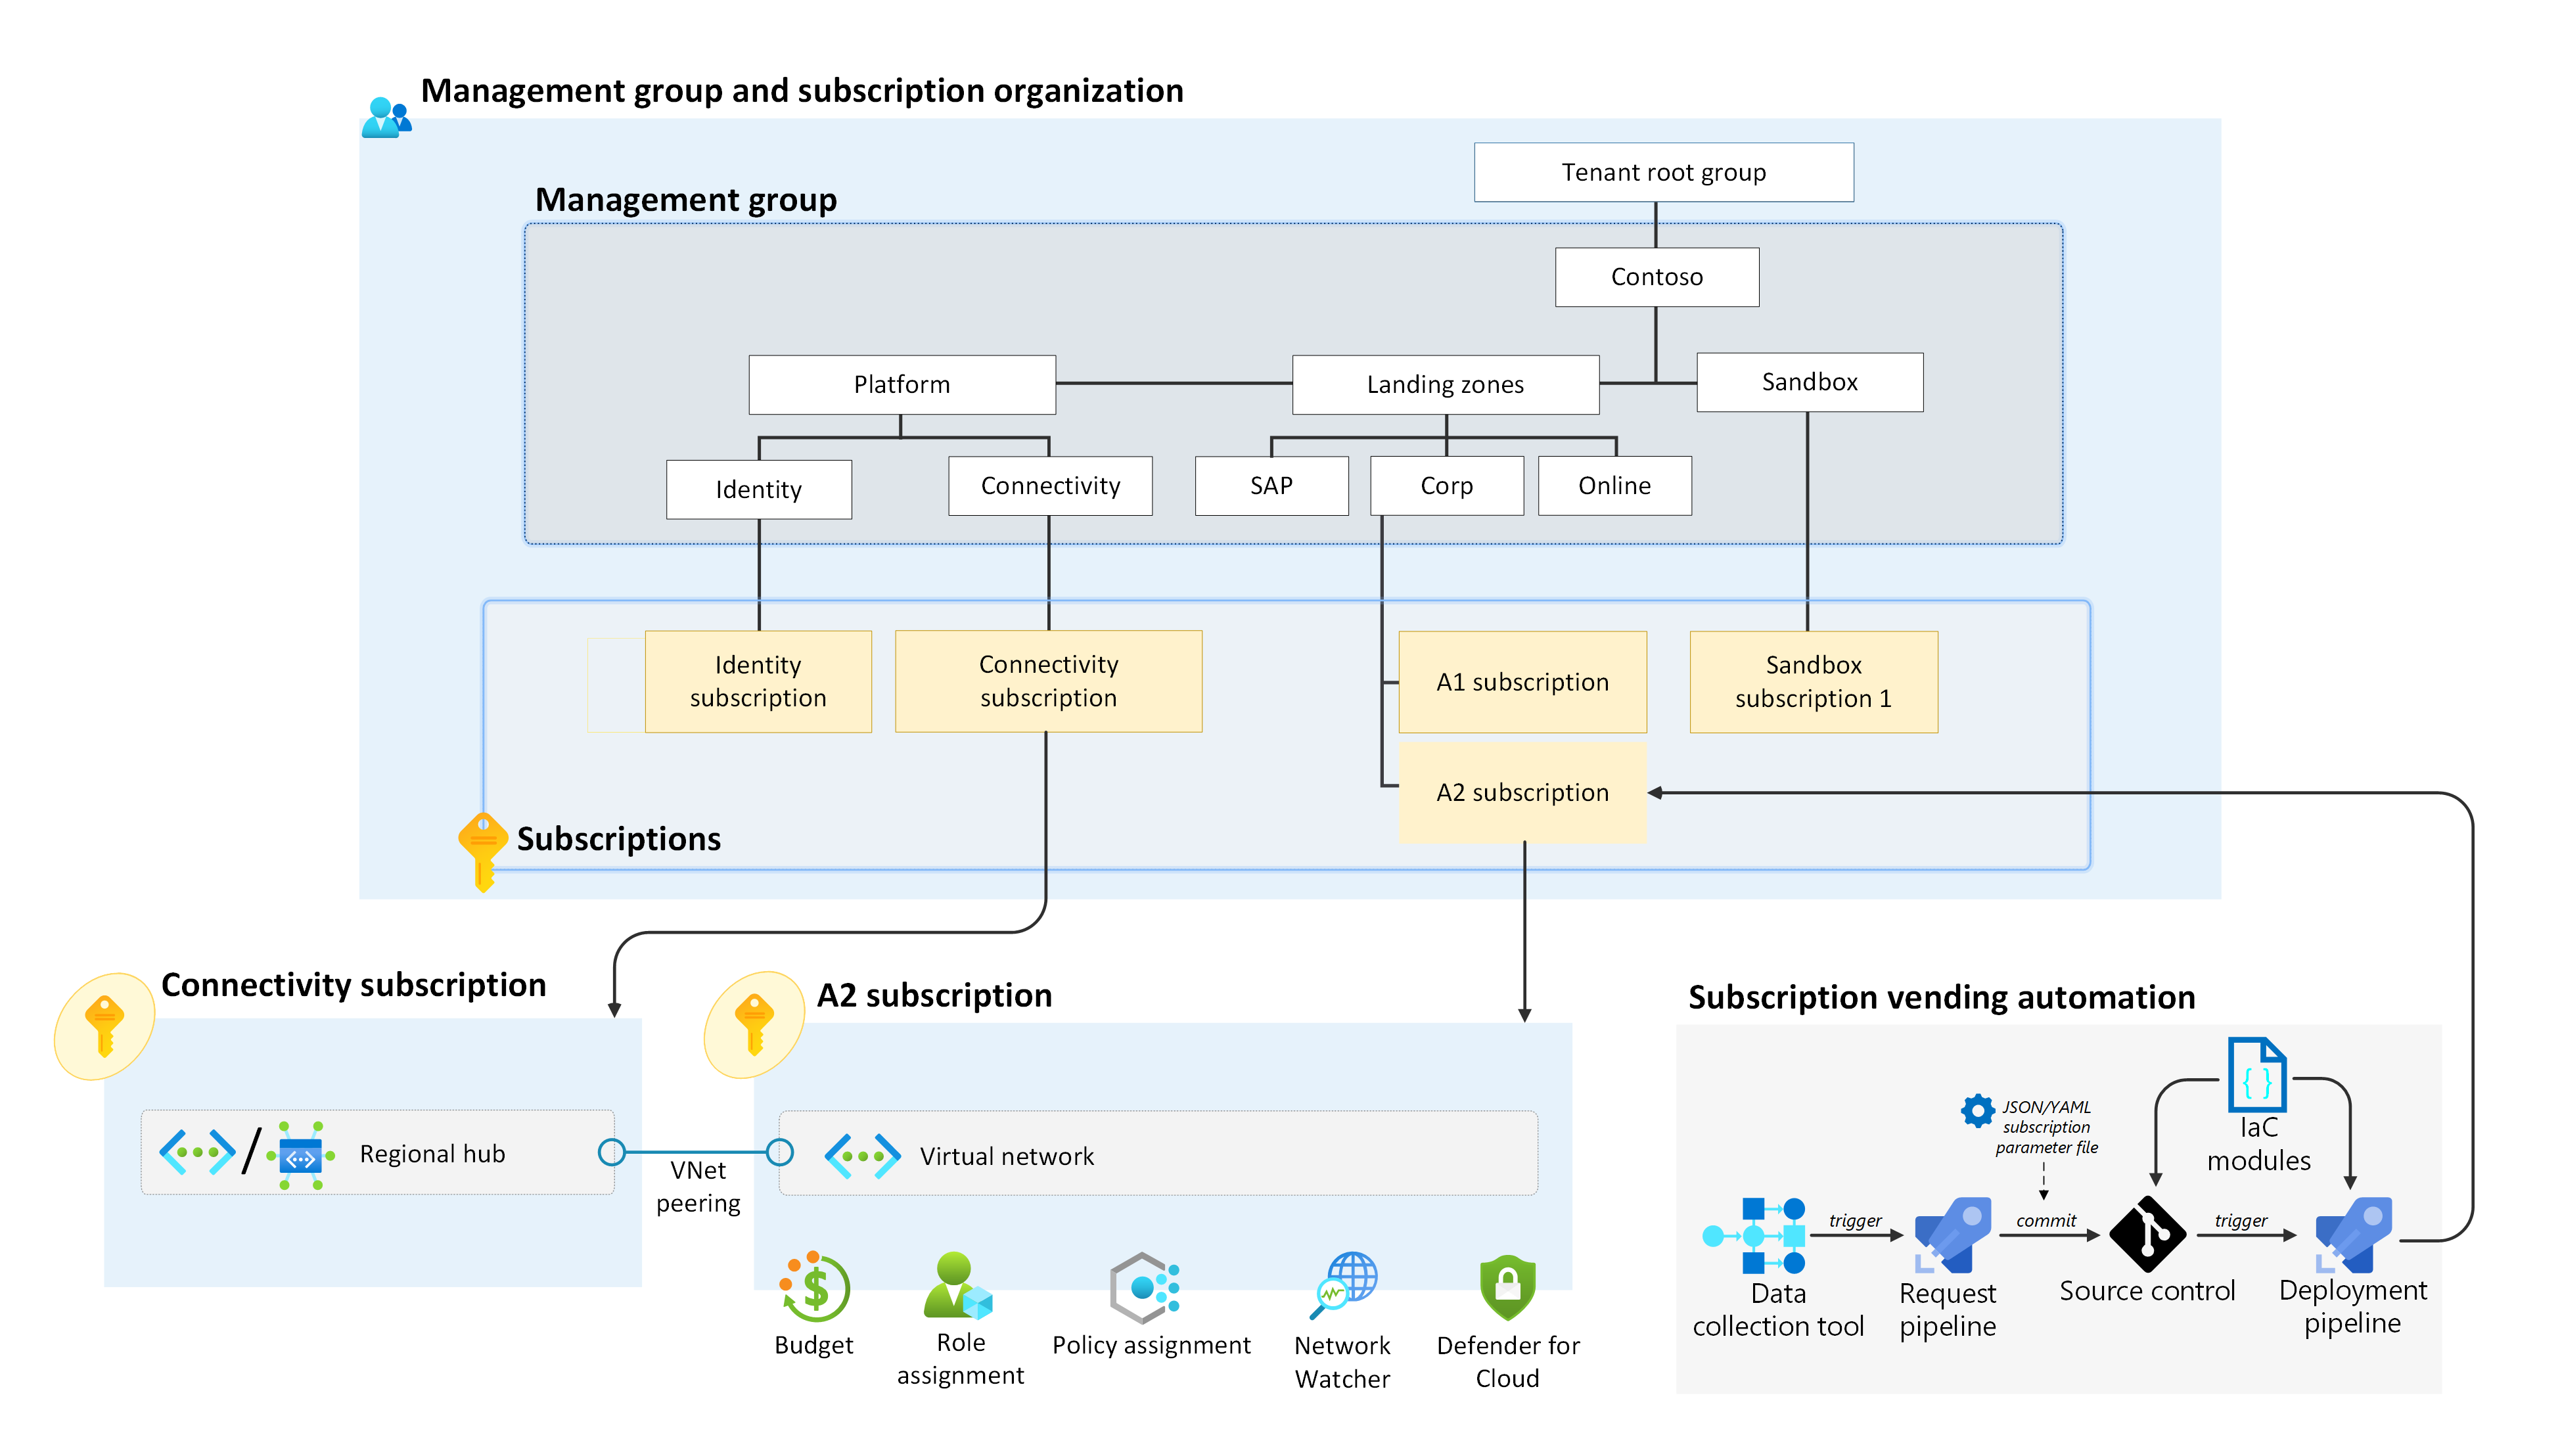 Management group and subscription organization
Tenant root group
Management group
Contoso
Platform
Landing zones
Sandbox
Identity
Connectivity
SAP
Corp
Online
Identity
subscription
Connectivity
subscription
A1 subscription
Sandbox
subscription 1
A2 subscription
Subscriptions
Connectivity subscription
Regional hub
VNet
peering
A2 subscription
Virtual network
Budget
Role
assignment
Policy assignment
Network
Watcher
Defender for
Cloud
Subscription vending automation
JSON/YAML
subscription
parameter file
IaC
modules
trigger
commit
trigger
Data
collection tool
Request
pipeline
Source control
Deployment
pipeline